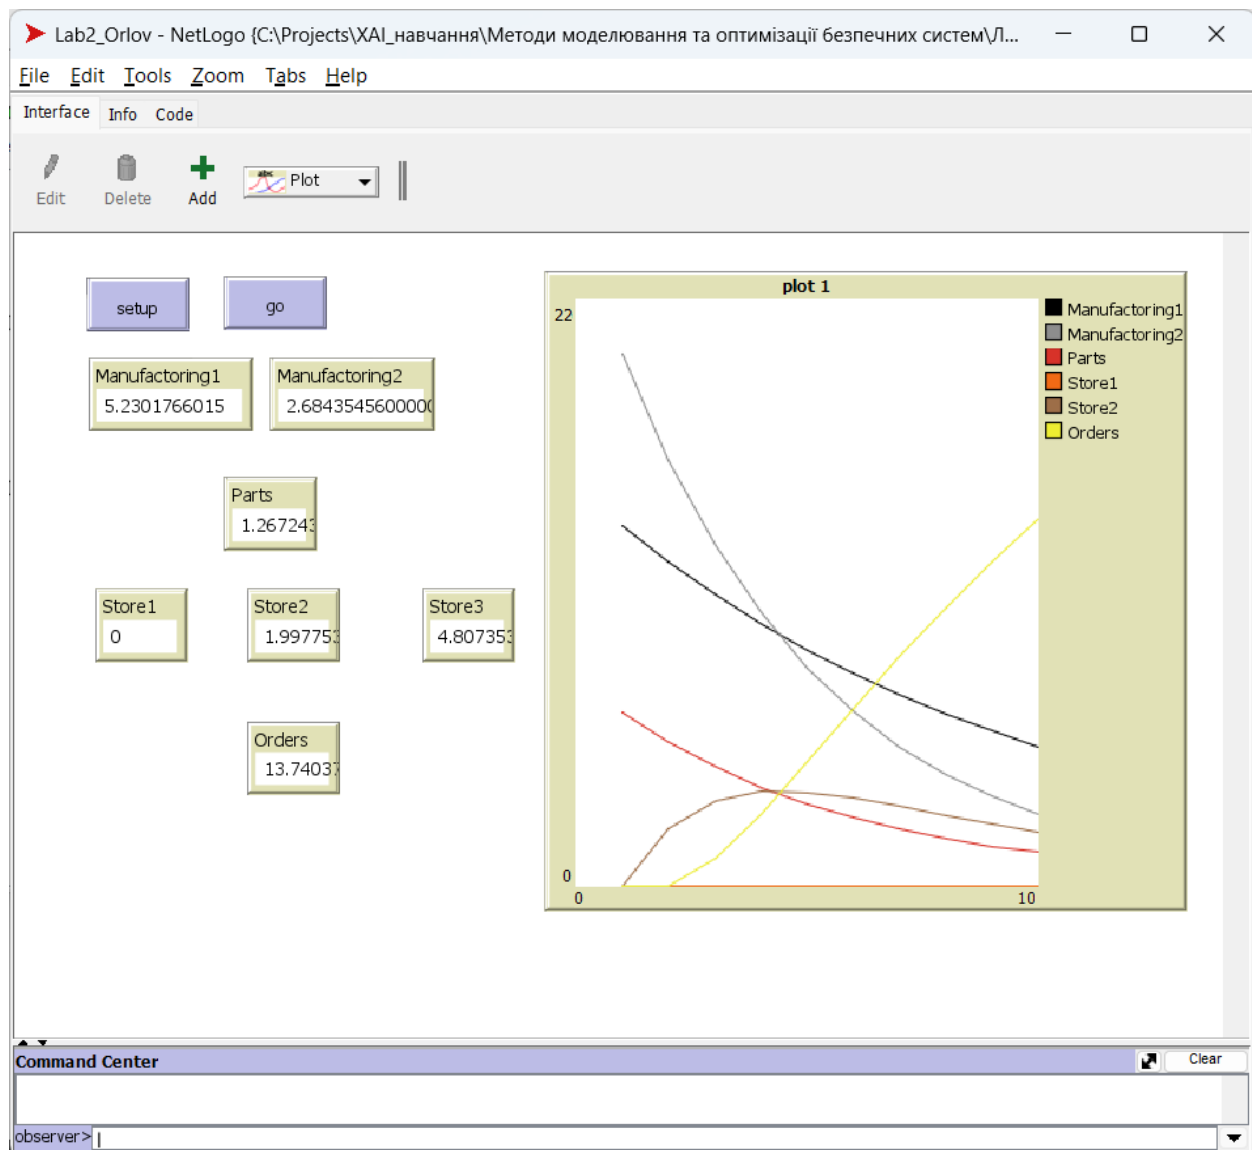 Lab2_Orlov - NetLogo {C:\Projects\XAI_навчання\Методи моделювання та оптимізації безпечних систем\Л...
File Edit Tools Zoom Tabs Help
Interface Info Code
Edit Delete Add
abc Plot
setup go
Manufactoring1 Manufactoring2
5.2301766015 2.6843545600000
Parts
1.267243
Store1 Store2 Store3
0 1.997753 4.807353
Orders
13.74037
plot 1
22
0
0 10
Manufactoring1
Manufactoring2
Parts
Store1
Store2
Orders
Command Center Clear
observer>